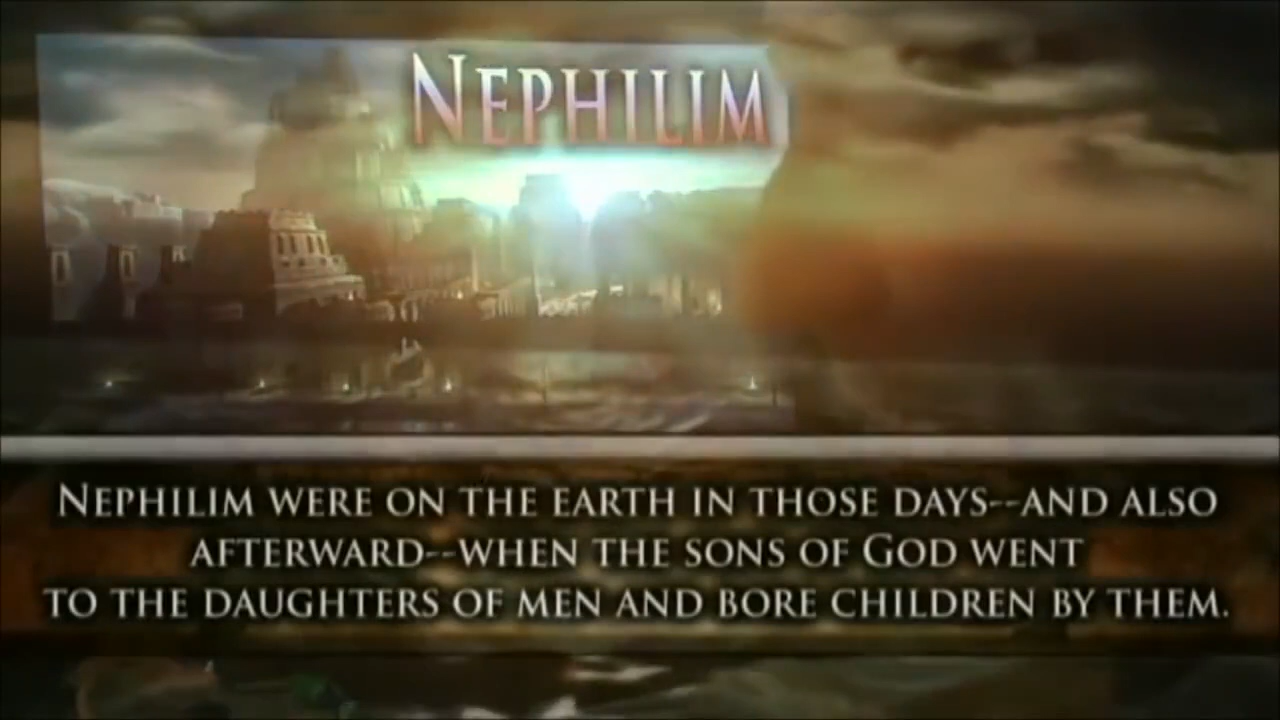 NEPHILIM
NEPHILIM WERE ON THE EARTH IN THOSE DAYS--AND ALSO
AFTERWARD--WHEN THE SONS OF GOD WENT
TO THE DAUGHTERS OF MEN AND BORE CHILDREN BY THEM.